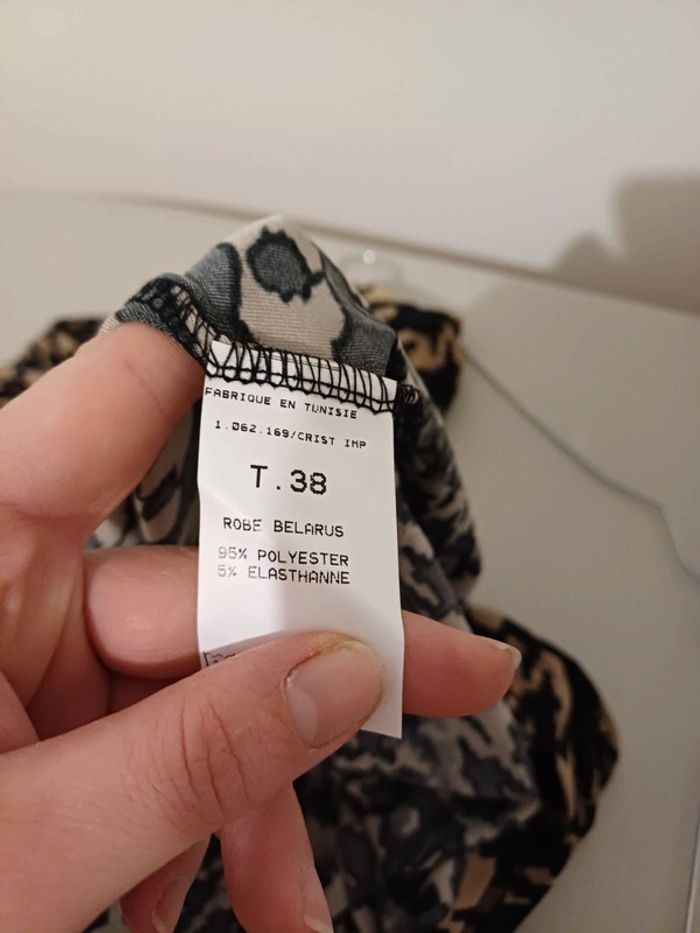 FABRIQUE EN TUNISIE
1.062.169/CRIST IMP
T.38
ROBE BELARUS
95% POLYESTER
5% ELASTHANNE